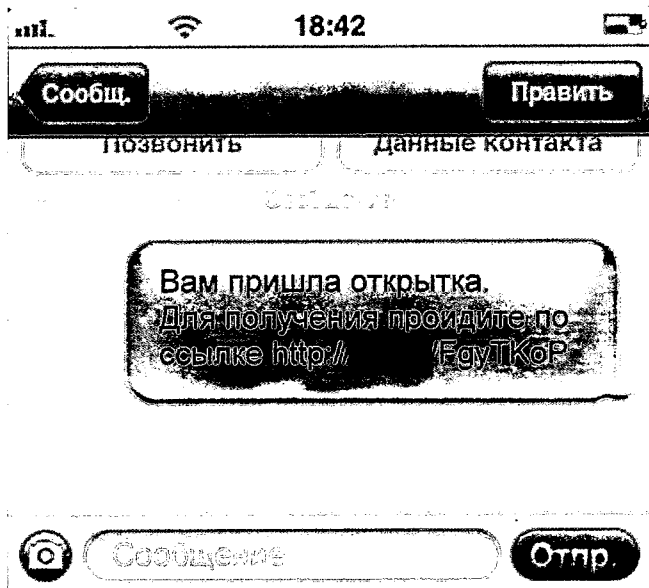 18:42
Сообщ. Править
Позвонить Данные контакта
Вам пришла открытка.
Для получения пройдите по
ссылке http:// /FgyTKoP
Сообщение Отпр.